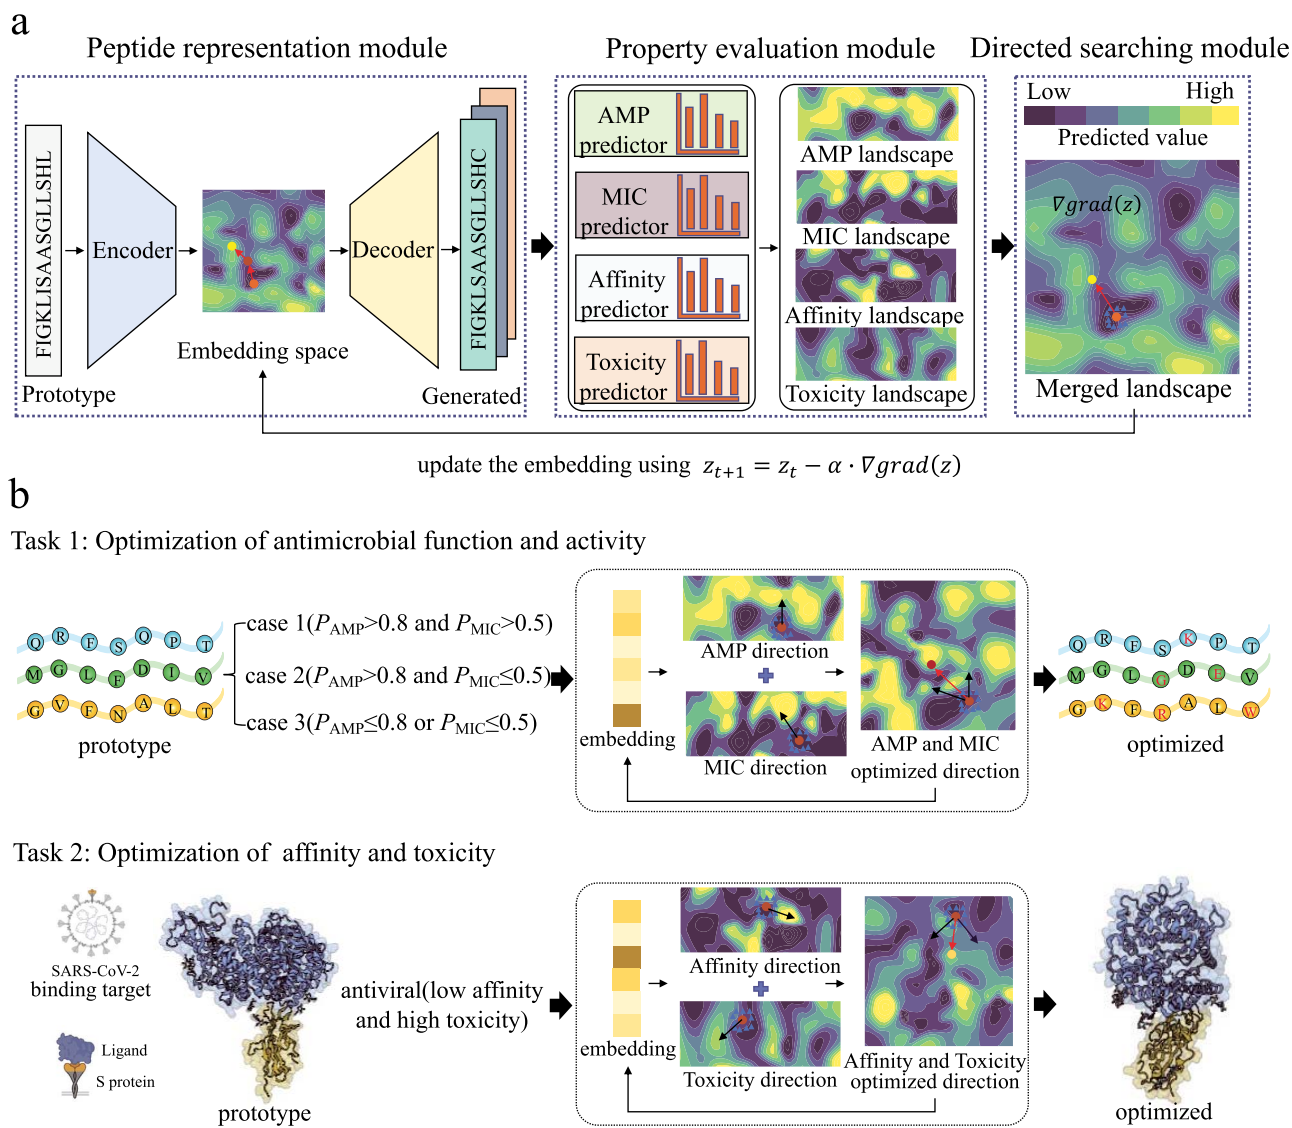 a
Peptide representation module
Property evaluation module
Directed searching module
FIGKLISAASGLLSHL
Prototype
Encoder
Embedding space
Decoder
FIGKLSAASGLLSHC
Generated
AMP
predictor
MIC
predictor
Affinity
predictor
Toxicity
predictor
AMP landscape
MIC landscape
Affinity landscape
Toxicity landscape
Low High
Predicted value
∇grad(z)
Merged landscape
update the embedding using z_{t+1} = z_t − α · ∇grad(z)
b
Task 1: Optimization of antimicrobial function and activity
Q R F S Q P T
M G L F D I V
G V F N A L T
prototype
case 1(P_AMP>0.8 and P_MIC>0.5)
case 2(P_AMP>0.8 and P_MIC≤0.5)
case 3(P_AMP≤0.8 or P_MIC≤0.5)
embedding
AMP direction
MIC direction
AMP and MIC
optimized direction
Q R F S K P T
M G L G D E V
G K F R A L W
optimized
Task 2: Optimization of affinity and toxicity
SARS-CoV-2
binding target
Ligand
S protein
prototype
antiviral(low affinity
and high toxicity)
embedding
Affinity direction
Toxicity direction
Affinity and Toxicity
optimized direction
optimized